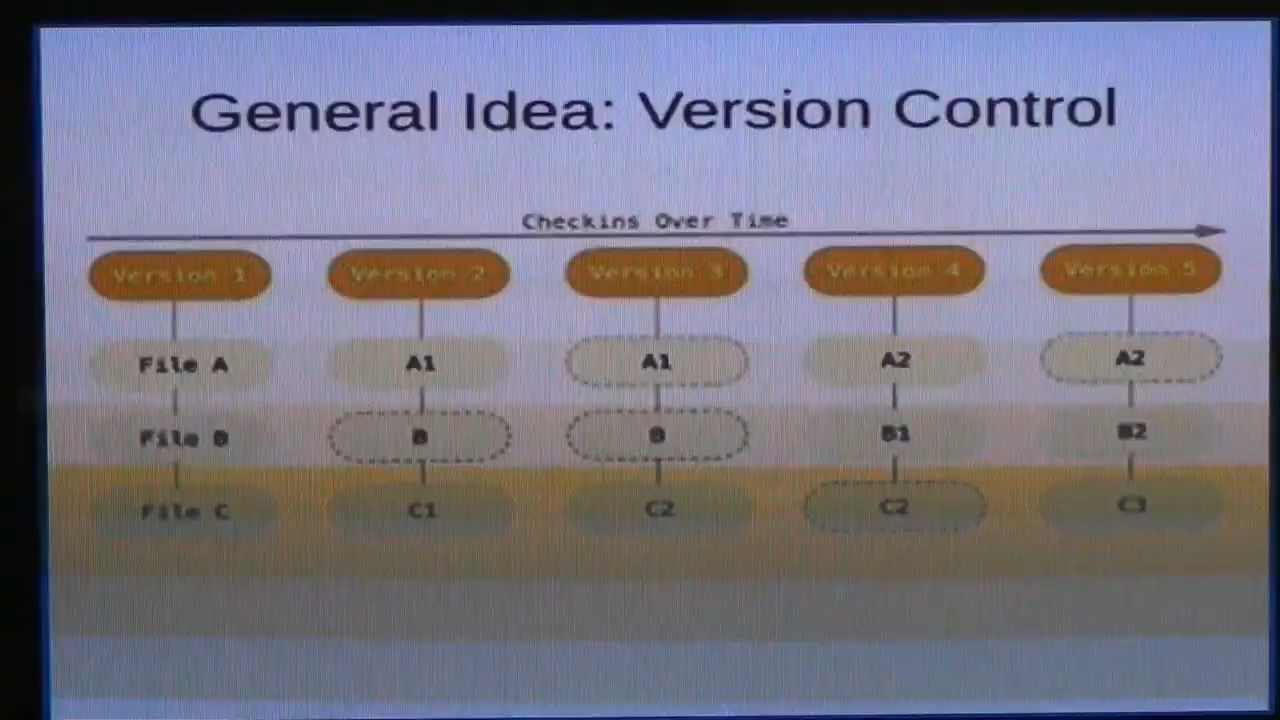 General Idea: Version Control
Checkins Over Time
Version 1 Version 2 Version 3 Version 4 Version 5
File A A1 A1 A2 A2
File B B B B1 B2
File C C1 C2 C2 C3